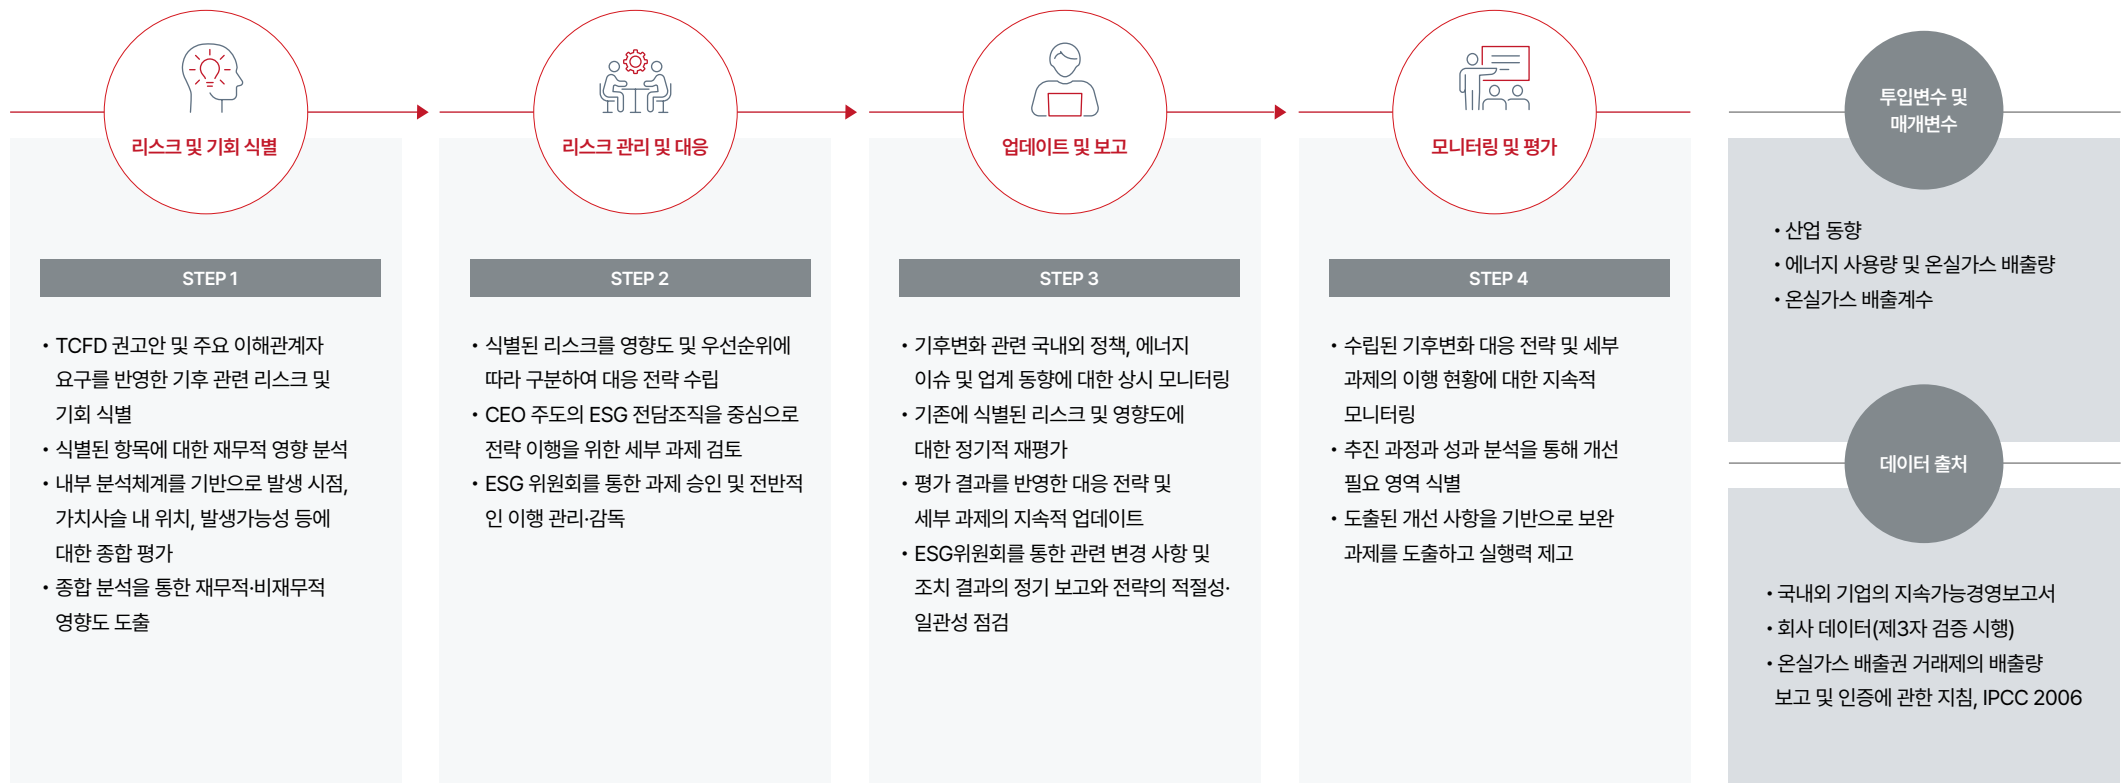 리스크 및 기회 식별
STEP 1
• TCFD 권고안 및 주요 이해관계자
요구를 반영한 기후 관련 리스크 및
기회 식별
• 식별된 항목에 대한 재무적 영향 분석
• 내부 분석체계를 기반으로 발생 시점,
가치사슬 내 위치, 발생가능성 등에
대한 종합 평가
• 종합 분석을 통한 재무적·비재무적
영향도 도출
리스크 관리 및 대응
STEP 2
• 식별된 리스크를 영향도 및 우선순위에
따라 구분하여 대응 전략 수립
• CEO 주도의 ESG 전담조직을 중심으로
전략 이행을 위한 세부 과제 검토
• ESG 위원회를 통한 과제 승인 및 전반적
인 이행 관리·감독
업데이트 및 보고
STEP 3
• 기후변화 관련 국내외 정책, 에너지
이슈 및 업계 동향에 대한 상시 모니터링
• 기존에 식별된 리스크 및 영향도에
대한 정기적 재평가
• 평가 결과를 반영한 대응 전략 및
세부 과제의 지속적 업데이트
• ESG위원회를 통한 관련 변경 사항 및
조치 결과의 정기 보고와 전략의 적절성·
일관성 점검
모니터링 및 평가
STEP 4
• 수립된 기후변화 대응 전략 및 세부
과제의 이행 현황에 대한 지속적
모니터링
• 추진 과정과 성과 분석을 통해 개선
필요 영역 식별
• 도출된 개선 사항을 기반으로 보완
과제를 도출하고 실행력 제고
투입변수 및
매개변수
• 산업 동향
• 에너지 사용량 및 온실가스 배출량
• 온실가스 배출계수
데이터 출처
• 국내외 기업의 지속가능경영보고서
• 회사 데이터(제3자 검증 시행)
• 온실가스 배출권 거래제의 배출량
보고 및 인증에 관한 지침, IPCC 2006